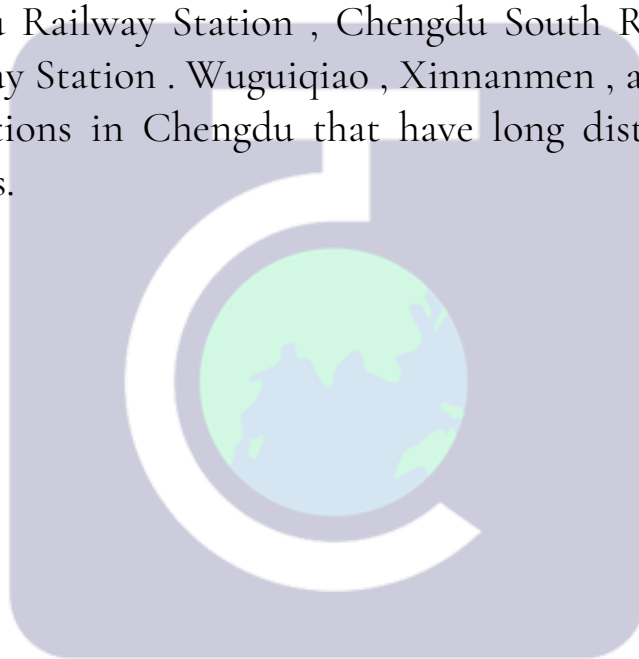 Railway Station , Chengdu South
Station . Wuguiqiao , Xinnanmen ,
in Chengdu that have long